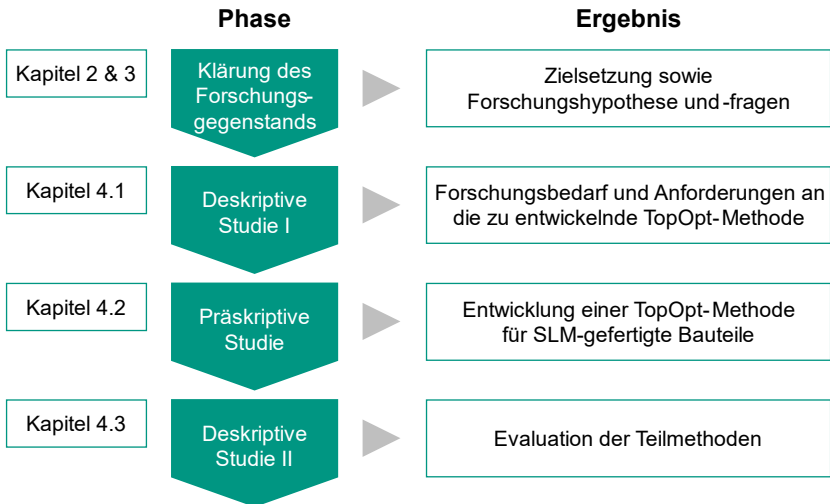 Phase
Ergebnis
Kapitel 2 & 3
Klärung des
Forschungs-
gegenstands
Zielsetzung sowie
Forschungshypothese und -fragen
Kapitel 4.1
Deskriptive
Studie I
Forschungsbedarf und Anforderungen an
die zu entwickelnde TopOpt-Methode
Kapitel 4.2
Präskriptive
Studie
Entwicklung einer TopOpt-Methode
für SLM-gefertigte Bauteile
Kapitel 4.3
Deskriptive
Studie II
Evaluation der Teilmethoden